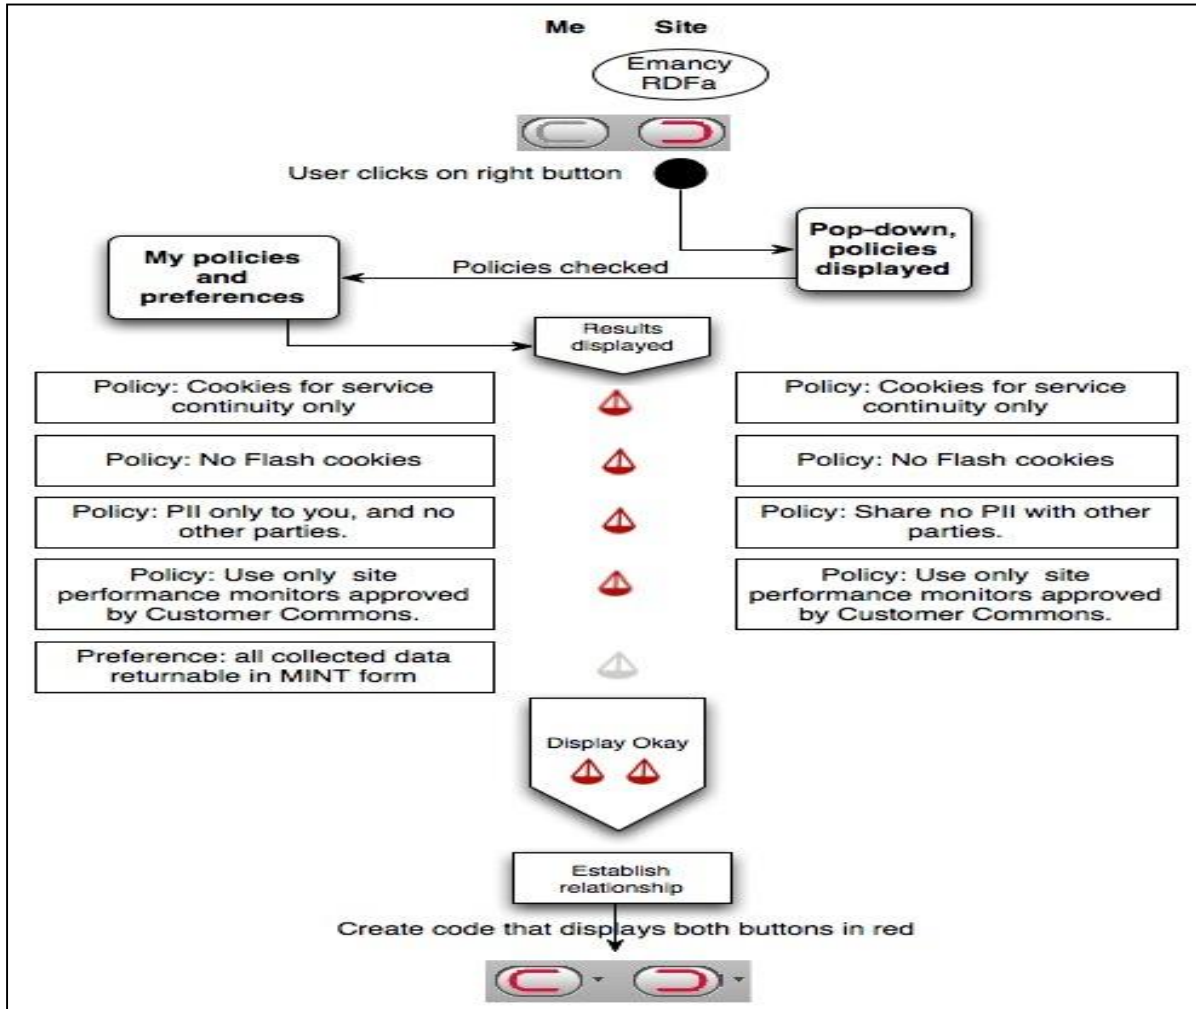 Me Site
Emancy
RDFa
User clicks on right button
Pop-down,
policies
displayed
My policies
and
preferences
Policies checked
Results
displayed
Policy: Cookies for service
continuity only
Policy: Cookies for service
continuity only
Policy: No Flash cookies
Policy: No Flash cookies
Policy: PII only to you, and no
other parties.
Policy: Share no PII with other
parties.
Policy: Use only site
performance monitors approved
by Customer Commons.
Policy: Use only site
performance monitors approved
by Customer Commons.
Preference: all collected data
returnable in MINT form
Display Okay
Establish
relationship
Create code that displays both buttons in red